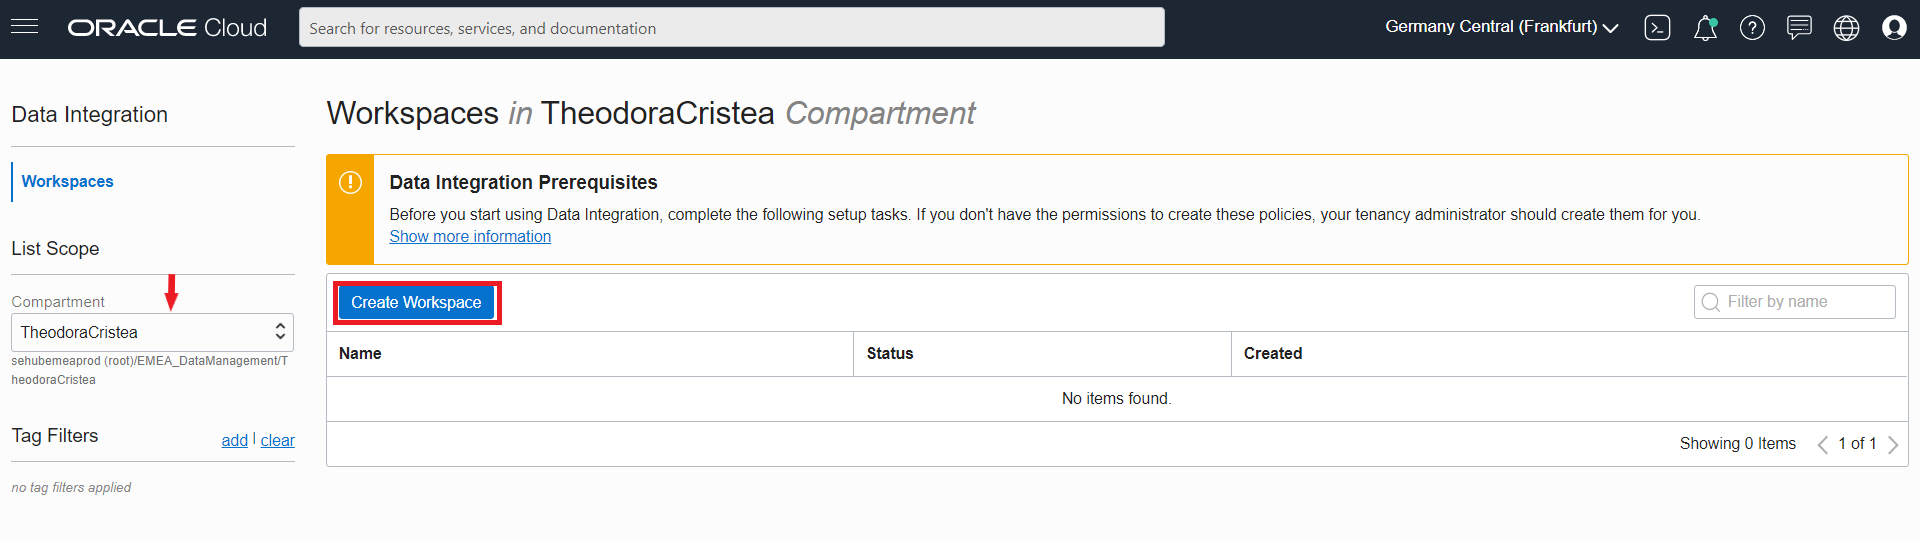 ORACLE Cloud
Search for resources, services, and documentation
Germany Central (Frankfurt)
Data Integration
Workspaces
List Scope
Compartment
TheodoraCristea
sehubemeaprod (root)/EMEA_DataManagement/T
heodoraCristea
Tag Filters
add | clear
no tag filters applied
Workspaces in TheodoraCristea Compartment
Data Integration Prerequisites
Before you start using Data Integration, complete the following setup tasks. If you don't have the permissions to create these policies, your tenancy administrator should create them for you.
Show more information
Create Workspace
Filter by name
Name Status Created
No items found.
Showing 0 Items 1 of 1